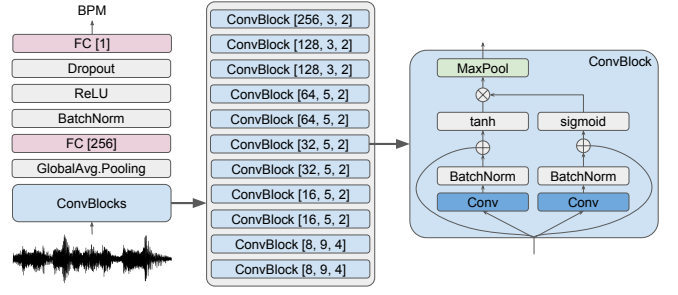 BPM
FC [1]
Dropout
ReLU
BatchNorm
FC [256]
GlobalAvg.Pooling
ConvBlocks
ConvBlock [256, 3, 2]
ConvBlock [128, 3, 2]
ConvBlock [128, 3, 2]
ConvBlock [64, 5, 2]
ConvBlock [64, 5, 2]
ConvBlock [32, 5, 2]
ConvBlock [32, 5, 2]
ConvBlock [16, 5, 2]
ConvBlock [16, 5, 2]
ConvBlock [8, 9, 4]
ConvBlock [8, 9, 4]
ConvBlock
MaxPool
tanh sigmoid
BatchNorm BatchNorm
Conv Conv